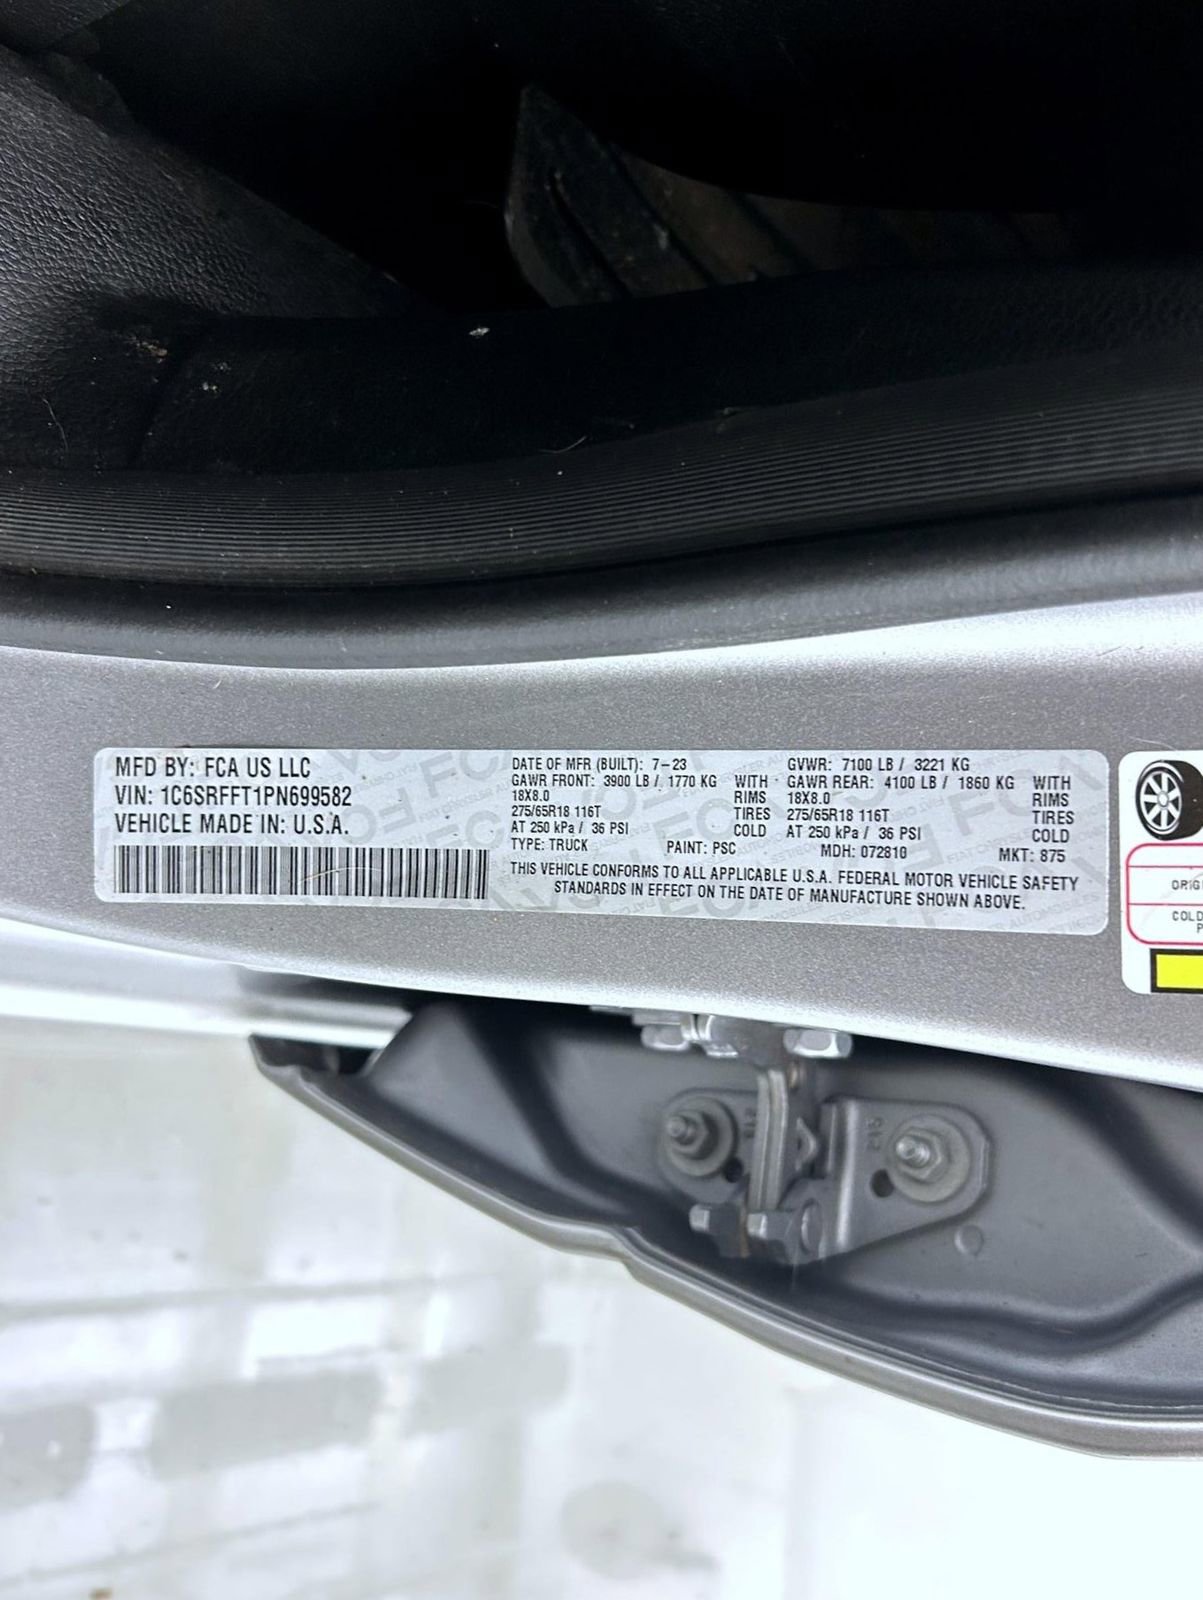 MFD BY: FCA US LLC
VIN: 1C6SRFFT1PN699582
VEHICLE MADE IN: U.S.A.
DATE OF MFR (BUILT): 7-23 GVWR: 7100 LB / 3221 KG
GAWR FRONT: 3900 LB / 1770 KG WITH GAWR REAR: 4100 LB / 1860 KG WITH
18X8.0 RIMS 18X8.0 RIMS
275/65R18 116T TIRES 275/65R18 116T TIRES
AT 250 kPa / 36 PSI COLD AT 250 kPa / 36 PSI COLD
TYPE: TRUCK PAINT: PSC MDH: 072810 MKT: 875
THIS VEHICLE CONFORMS TO ALL APPLICABLE U.S.A. FEDERAL MOTOR VEHICLE SAFETY
STANDARDS IN EFFECT ON THE DATE OF MANUFACTURE SHOWN ABOVE.
ORIG
COLD
P